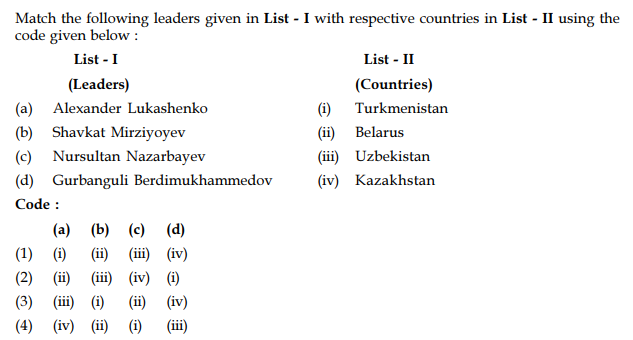 Match the following leaders given in List - I with respective countries in List - II using the
code given below :
List - I List - II
(Leaders) (Countries)
(a) Alexander Lukashenko (i) Turkmenistan
(b) Shavkat Mirziyoyev (ii) Belarus
(c) Nursultan Nazarbayev (iii) Uzbekistan
(d) Gurbanguli Berdimukhammedov (iv) Kazakhstan
Code :
(a) (b) (c) (d)
(1) (i) (ii) (iii) (iv)
(2) (ii) (iii) (iv) (i)
(3) (iii) (i) (ii) (iv)
(4) (iv) (ii) (i) (iii)